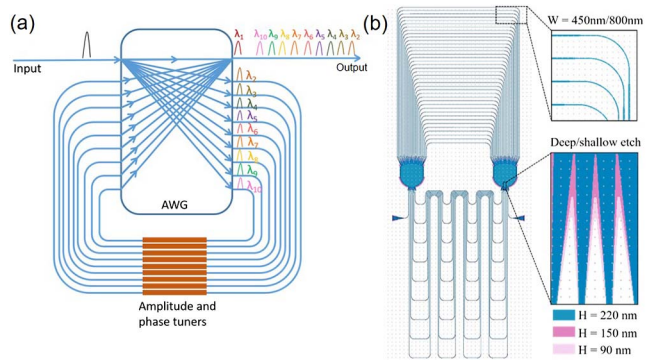 (a)
λ1
λ10 λ9 λ8 λ7 λ6 λ5 λ4 λ3 λ2
Input
Output
λ2
λ3
λ4
λ5
λ6
λ7
λ8
λ9
λ10
AWG
Amplitude and
phase tuners
(b)
W = 450nm/800nm
Deep/shallow etch
H = 220 nm
H = 150 nm
H = 90 nm